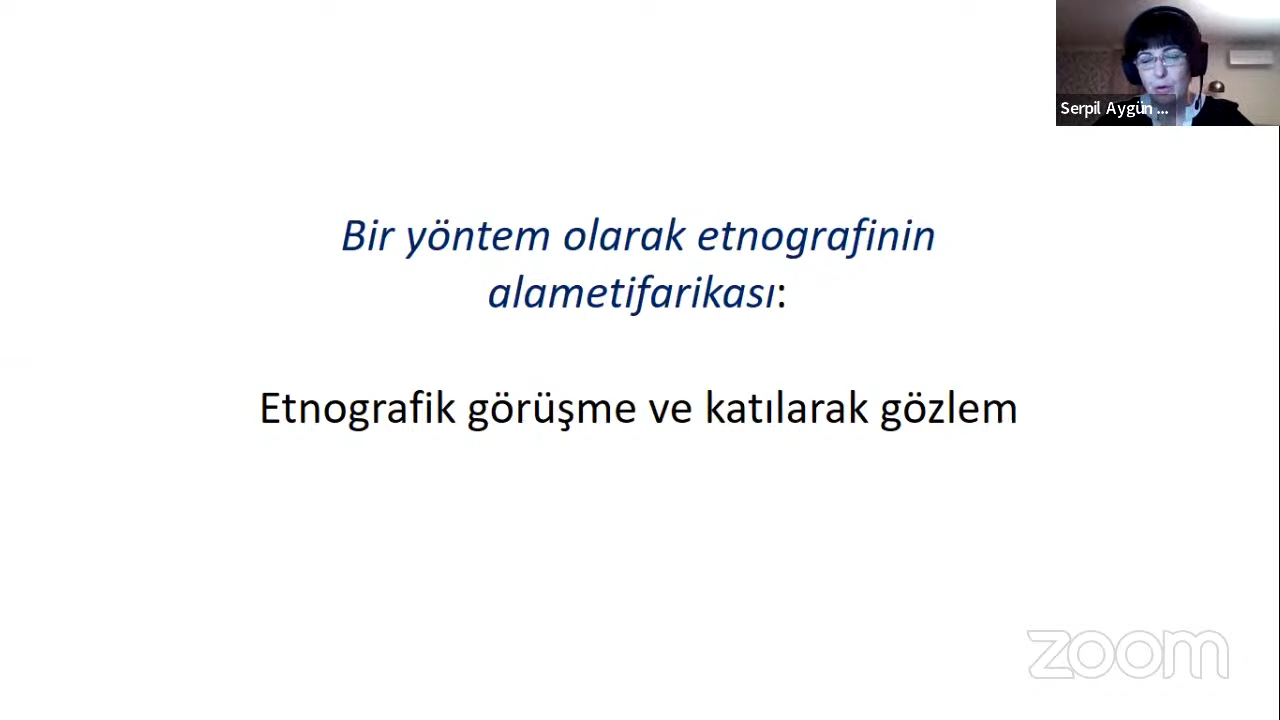 Serpil Aygün ...
Bir yöntem olarak etnografinin
alametifarikası:
Etnografik görüşme ve katılarak gözlem
zoom